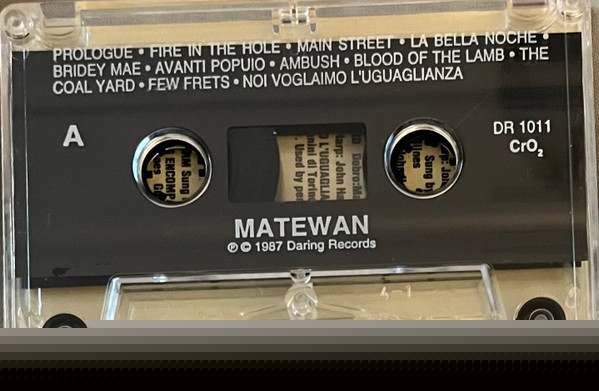 PROLOGUE • FIRE IN THE HOLE • MAIN STREET • LA BELLA NOCHE •
BRIDEY MAE • AVANTI POPUIO • AMBUSH • BLOOD OF THE LAMB • THE
COAL YARD • FEW FRETS • NOI VOGLAIMO L'UGUAGLIANZA
A
DR 1011
CrO₂
MATEWAN
℗ © 1987 Daring Records